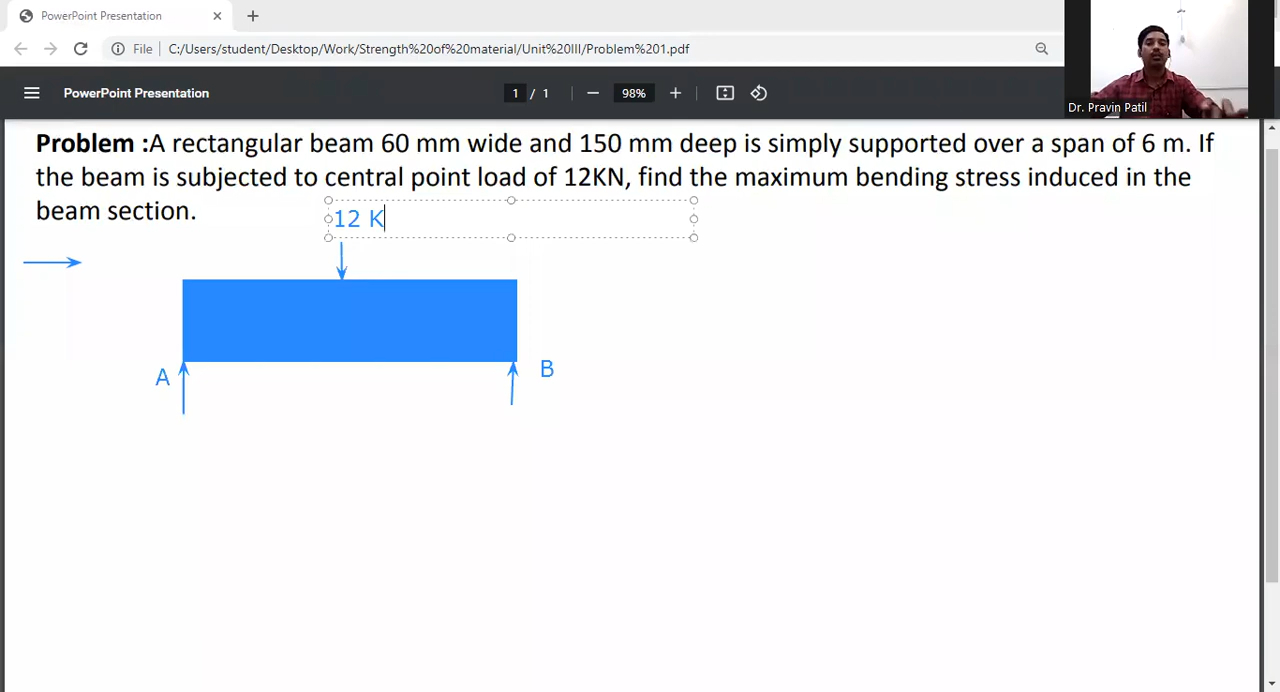 PowerPoint Presentation
File
C:/Users/student/Desktop/Work/Strength%20of%20material/Unit%20III/Problem%201.pdf
PowerPoint Presentation
1 / 1
98%
Dr. Pravin Patil
Problem :A rectangular beam 60 mm wide and 150 mm deep is simply supported over a span of 6 m. If
the beam is subjected to central point load of 12KN, find the maximum bending stress induced in the
beam section.
12 K
A
B